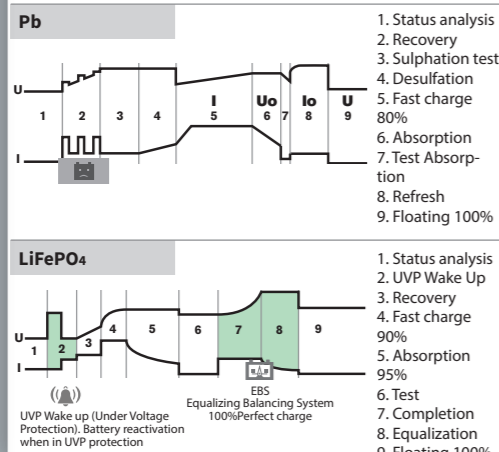 Pb
1. Status analysis
2. Recovery
3. Sulphation test
4. Desulfation
5. Fast charge
80%
6. Absorption
7. Test Absorp-
tion
8. Refresh
9. Floating 100%
U
I Uo Io U
1 2 3 4 5 6 7 8 9
I
LiFePO4
1. Status analysis
2. UVP Wake Up
3. Recovery
4. Fast charge
90%
5. Absorption
95%
6. Test
7. Completion
8. Equalization
9. Floating 100%
U
1 2 3 4 5 6 7 8 9
I
UVP Wake up (Under Voltage
Protection). Battery reactivation
when in UVP protection
EBS
Equalizing Balancing System
100%Perfect charge